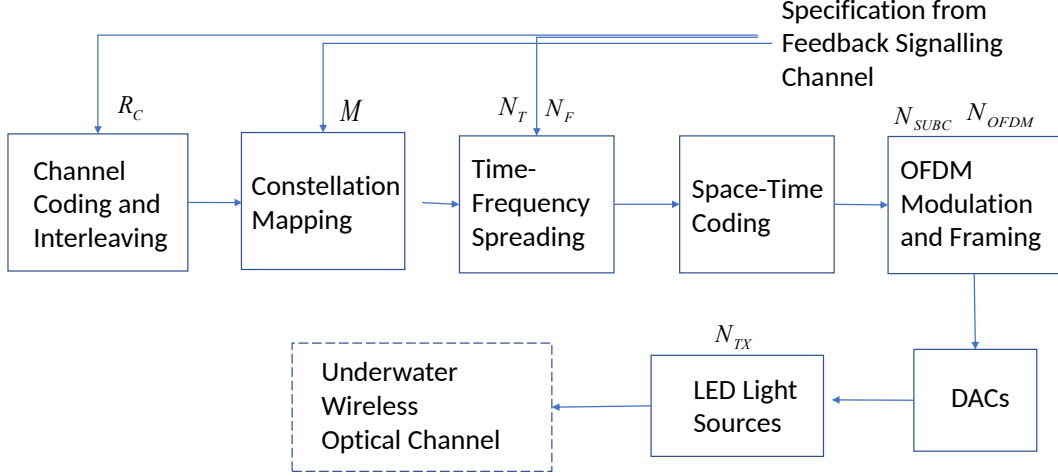 Specification from
Feedback Signalling
Channel
R_C
M
N_T N_F
N_SUBC N_OFDM
Channel
Coding and
Interleaving
Constellation
Mapping
Time-
Frequency
Spreading
Space-Time
Coding
OFDM
Modulation
and Framing
N_TX
Underwater
Wireless
Optical Channel
LED Light
Sources
DACs